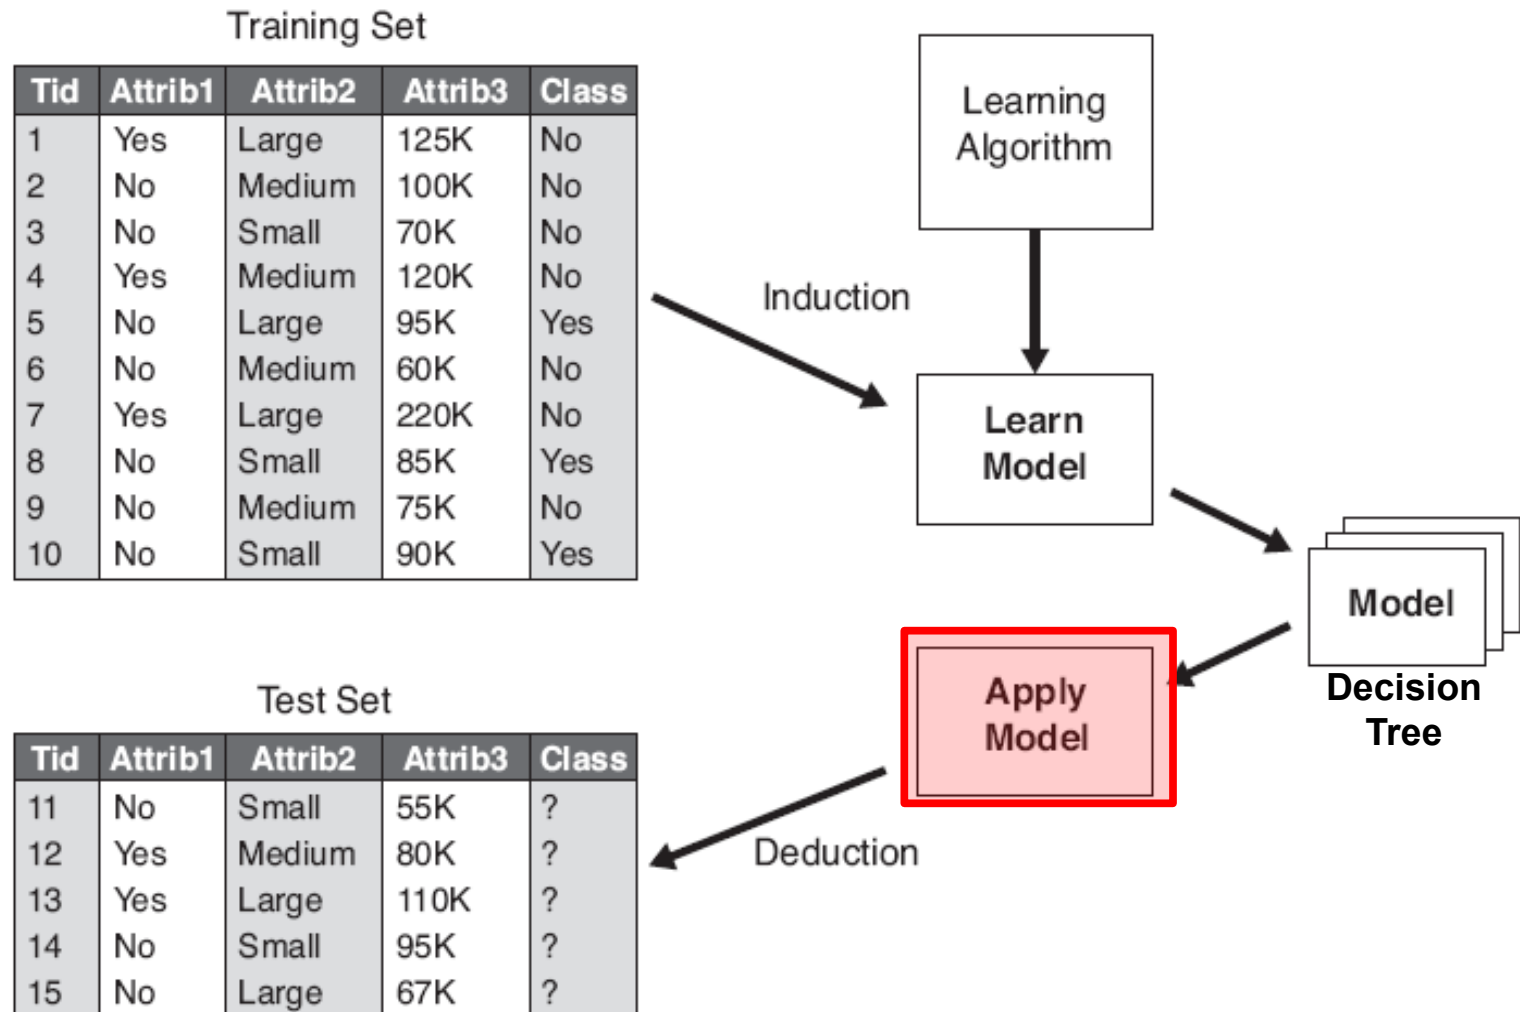 Training Set
Tid Attrib1 Attrib2 Attrib3 Class
1 Yes Large 125K No
2 No Medium 100K No
3 No Small 70K No
4 Yes Medium 120K No
5 No Large 95K Yes
6 No Medium 60K No
7 Yes Large 220K No
8 No Small 85K Yes
9 No Medium 75K No
10 No Small 90K Yes
Learning
Algorithm
Induction
Learn
Model
Model
Decision
Tree
Apply
Model
Deduction
Test Set
Tid Attrib1 Attrib2 Attrib3 Class
11 No Small 55K ?
12 Yes Medium 80K ?
13 Yes Large 110K ?
14 No Small 95K ?
15 No Large 67K ?